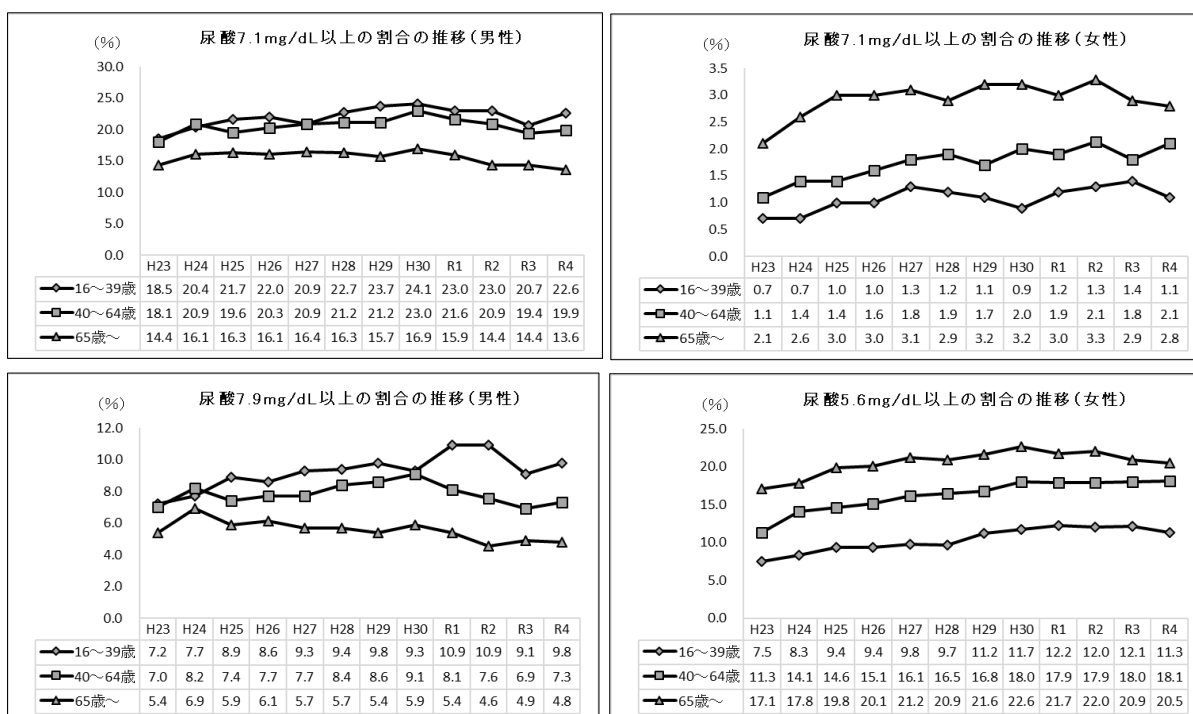 尿酸7.1mg/dL以上の割合の推移(男性)
(%)
30.0
25.0
20.0
15.0
10.0
5.0
0.0
H23 H24 H25 H26 H27 H28 H29 H30 R1 R2 R3 R4
16～39歳 18.5 20.4 21.7 22.0 20.9 22.7 23.7 24.1 23.0 23.0 20.7 22.6
40～64歳 18.1 20.9 19.6 20.3 20.9 21.2 21.2 23.0 21.6 20.9 19.4 19.9
65歳～ 14.4 16.1 16.3 16.1 16.4 16.3 15.7 16.9 15.9 14.4 14.4 13.6
尿酸7.1mg/dL以上の割合の推移(女性)
(%)
3.5
3.0
2.5
2.0
1.5
1.0
0.5
0.0
H23 H24 H25 H26 H27 H28 H29 H30 R1 R2 R3 R4
16～39歳 0.7 0.7 1.0 1.0 1.3 1.2 1.1 0.9 1.2 1.3 1.4 1.1
40～64歳 1.1 1.4 1.4 1.6 1.8 1.9 1.7 2.0 1.9 2.1 1.8 2.1
65歳～ 2.1 2.6 3.0 3.0 3.1 2.9 3.2 3.2 3.0 3.3 2.9 2.8
尿酸7.9mg/dL以上の割合の推移(男性)
(%)
12.0
10.0
8.0
6.0
4.0
2.0
0.0
H23 H24 H25 H26 H27 H28 H29 H30 R1 R2 R3 R4
16～39歳 7.2 7.7 8.9 8.6 9.3 9.4 9.8 9.3 10.9 10.9 9.1 9.8
40～64歳 7.0 8.2 7.4 7.7 7.7 8.4 8.6 9.1 8.1 7.6 6.9 7.3
65歳～ 5.4 6.9 5.9 6.1 5.7 5.7 5.4 5.9 5.4 4.6 4.9 4.8
尿酸5.6mg/dL以上の割合の推移(女性)
(%)
25.0
20.0
15.0
10.0
5.0
0.0
H23 H24 H25 H26 H27 H28 H29 H30 R1 R2 R3 R4
16～39歳 7.5 8.3 9.4 9.4 9.8 9.7 11.2 11.7 12.2 12.0 12.1 11.3
40～64歳 11.3 14.1 14.6 15.1 16.1 16.5 16.8 18.0 17.9 17.9 18.0 18.1
65歳～ 17.1 17.8 19.8 20.1 21.2 20.9 21.6 22.6 21.7 22.0 20.9 20.5